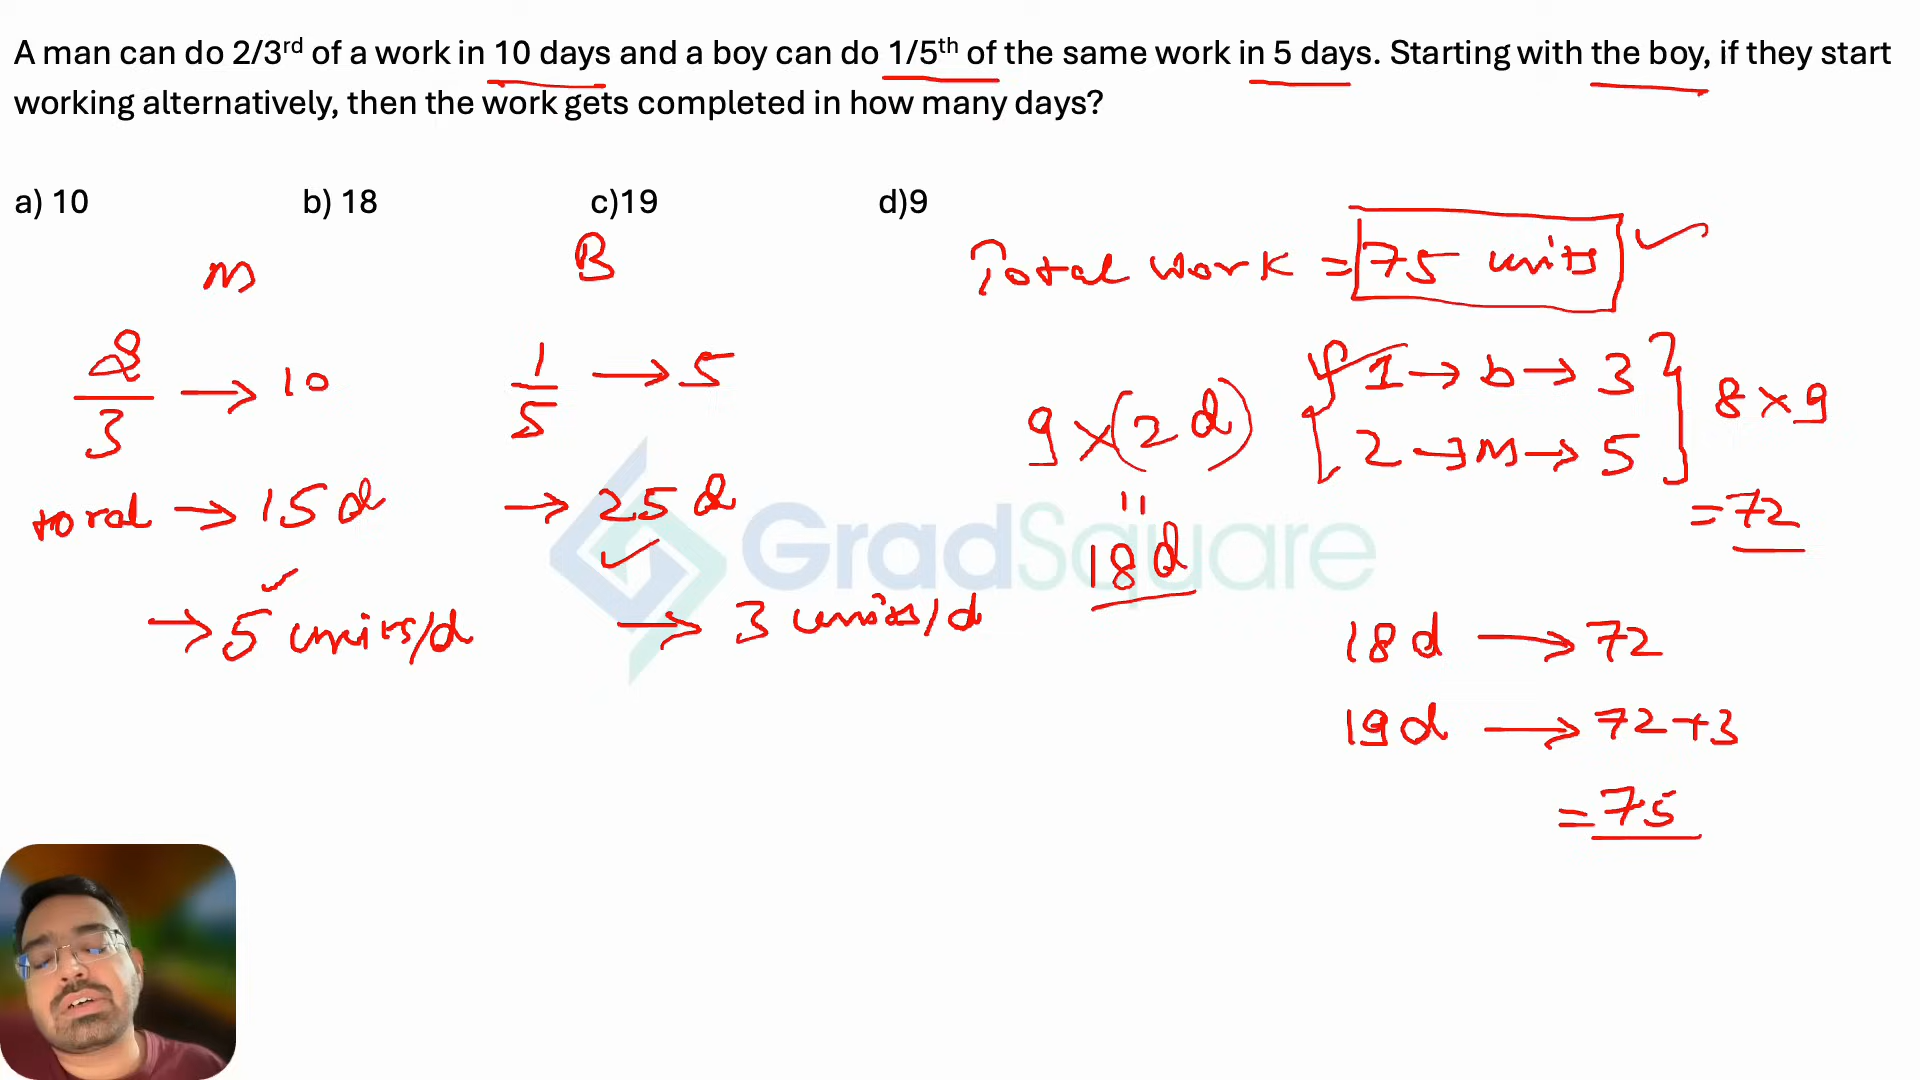 A man can do 2/3rd of a work in 10 days and a boy can do 1/5th of the same work in 5 days. Starting with the boy, if they start
working alternatively, then the work gets completed in how many days?
a) 10 b) 18 c)19 d)9
M B
Total work = 75 units
2/3 → 10
1/5 → 5
total → 15 d
→ 25 d
→ 5 units/d
→ 3 units/d
9 × (2 d)
1 → b → 3
2 → M → 5
8 × 9
= 72
18 d
18 d → 72
19 d → 72 + 3
= 75
GradSquare